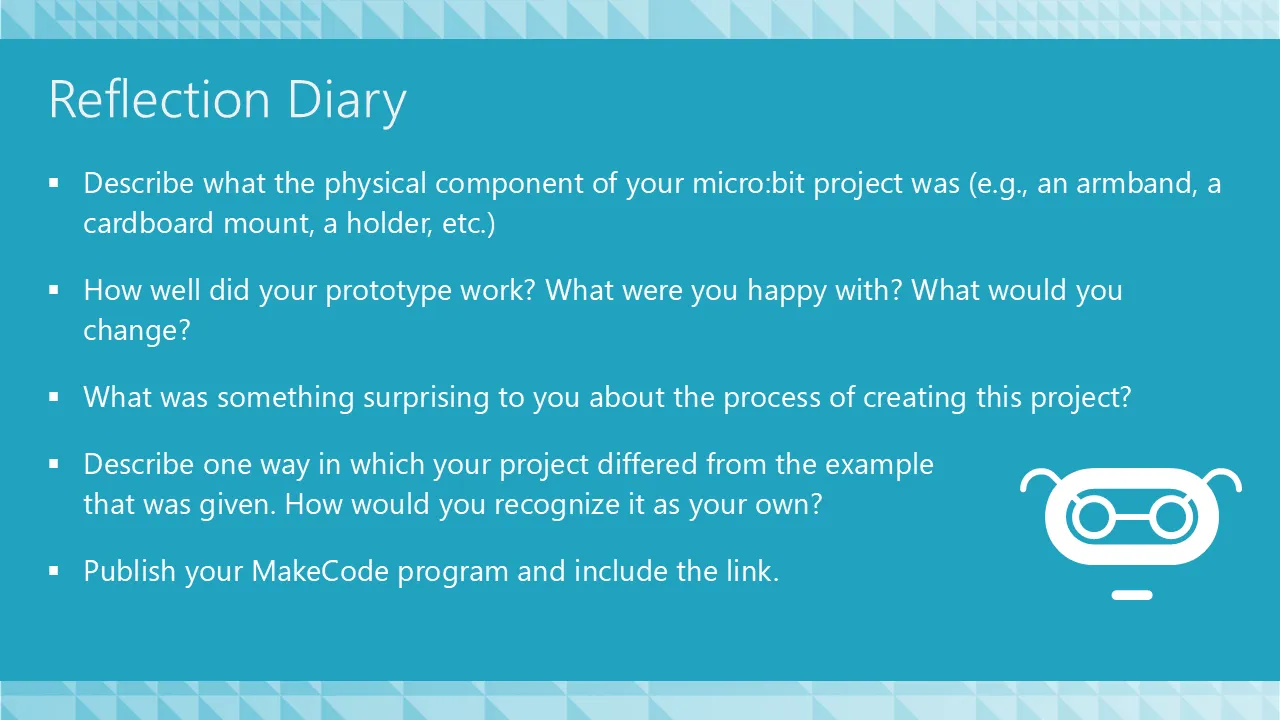 Reflection Diary
▪ Describe what the physical component of your micro:bit project was (e.g., an armband, a
cardboard mount, a holder, etc.)
▪ How well did your prototype work? What were you happy with? What would you
change?
▪ What was something surprising to you about the process of creating this project?
▪ Describe one way in which your project differed from the example
that was given. How would you recognize it as your own?
▪ Publish your MakeCode program and include the link.